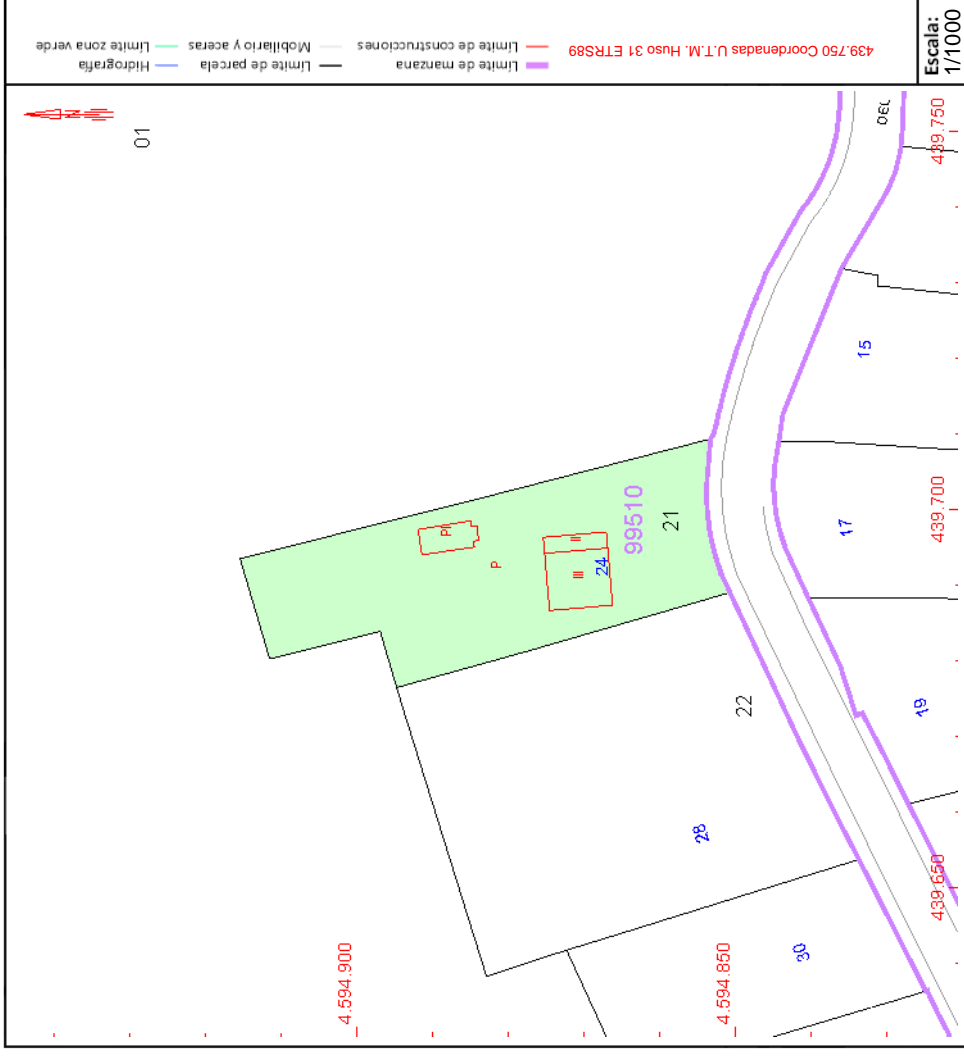 Límite de manzana
Límite de construcciones
Límite de parcela
Mobiliario y aceras
Hidrografía
Límite zona verde
439.750 Coordenadas U.T.M. Huso 31 ETRS89
Escala:
1/1000
N
01
DEL
439.750
15
PI
P
99510
21
III
II
24
17
439.700
22
19
28
439.650
4.594.900
4.594.850
30